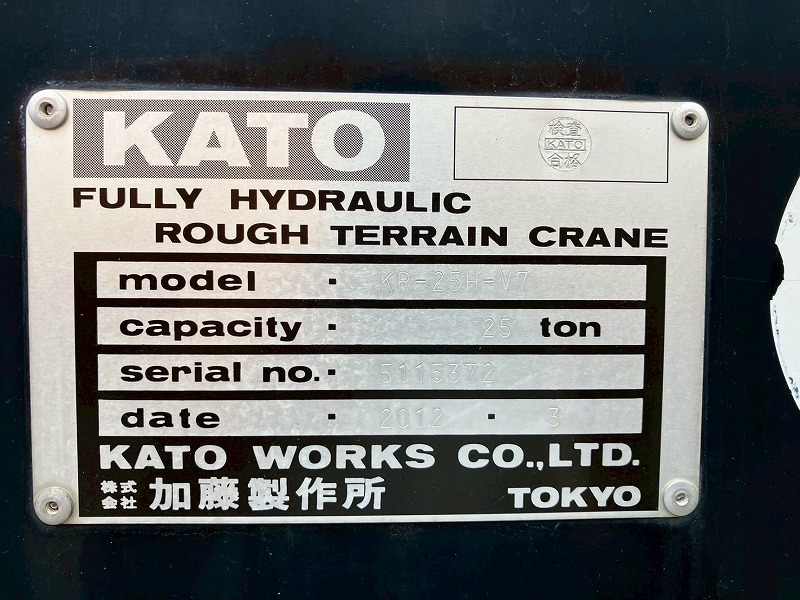 KATO
検査
KATO
合格
FULLY HYDRAULIC
ROUGH TERRAIN CRANE
model · KR-25H-V7
capacity · 25 ton
serial no. · 5115372
date · 2012 · 3
KATO WORKS CO.,LTD.
株式会社 加藤製作所 TOKYO